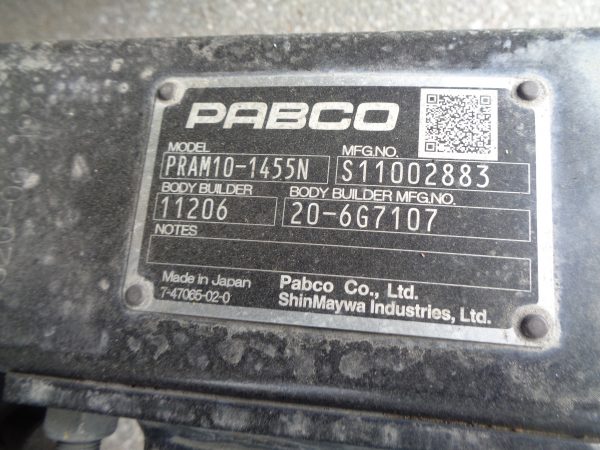 PABCO
MODEL MFG.NO.
PRAM10-1455N S11002883
BODY BUILDER BODY BUILDER MFG.NO.
11206 20-6G7107
NOTES
Made in Japan Pabco Co., Ltd.
7-47065-02-0 ShinMaywa Industries, Ltd.